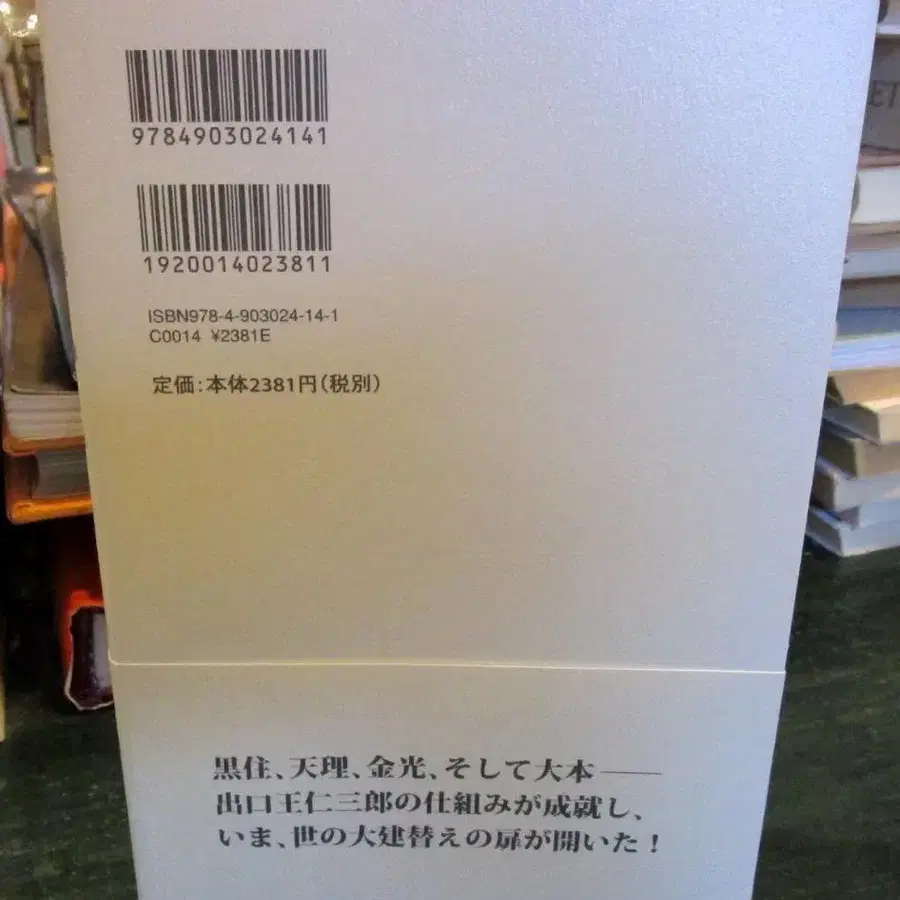 9784903024141
1920014023811
ISBN978-4-903024-14-1
C0014 ¥2381E
定価:本体2381円(税別)
黒住、天理、金光、そして大本――
出口王仁三郎の仕組みが成就し、
いま、世の大建替えの扉が開いた!
ET